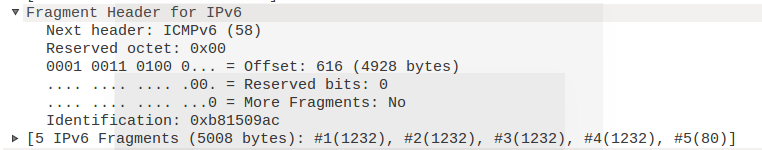 Fragment Header for IPv6
Next header: ICMPv6 (58)
Reserved octet: 0x00
0001 0011 0100 0... = Offset: 616 (4928 bytes)
.... .... .... .00. = Reserved bits: 0
.... .... .... ...0 = More Fragments: No
Identification: 0xb81509ac
[5 IPv6 Fragments (5008 bytes): #1(1232), #2(1232), #3(1232), #4(1232), #5(80)]